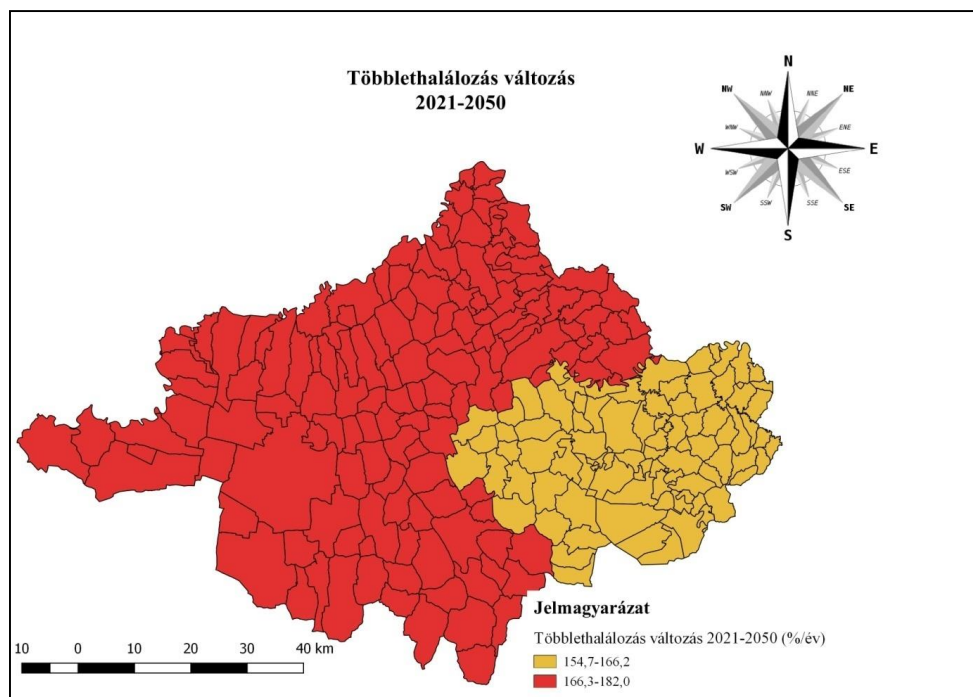 Többlethalálozás változás
2021-2050
N
NNW
NNE
NW
NE
WNW
ENE
W
E
WSW
ESE
SW
SE
SSW
SSE
S
Jelmagyarázat
Többlethalálozás változás 2021-2050 (%/év)
154,7-166,2
166,3-182,0
10 0 10 20 30 40 km